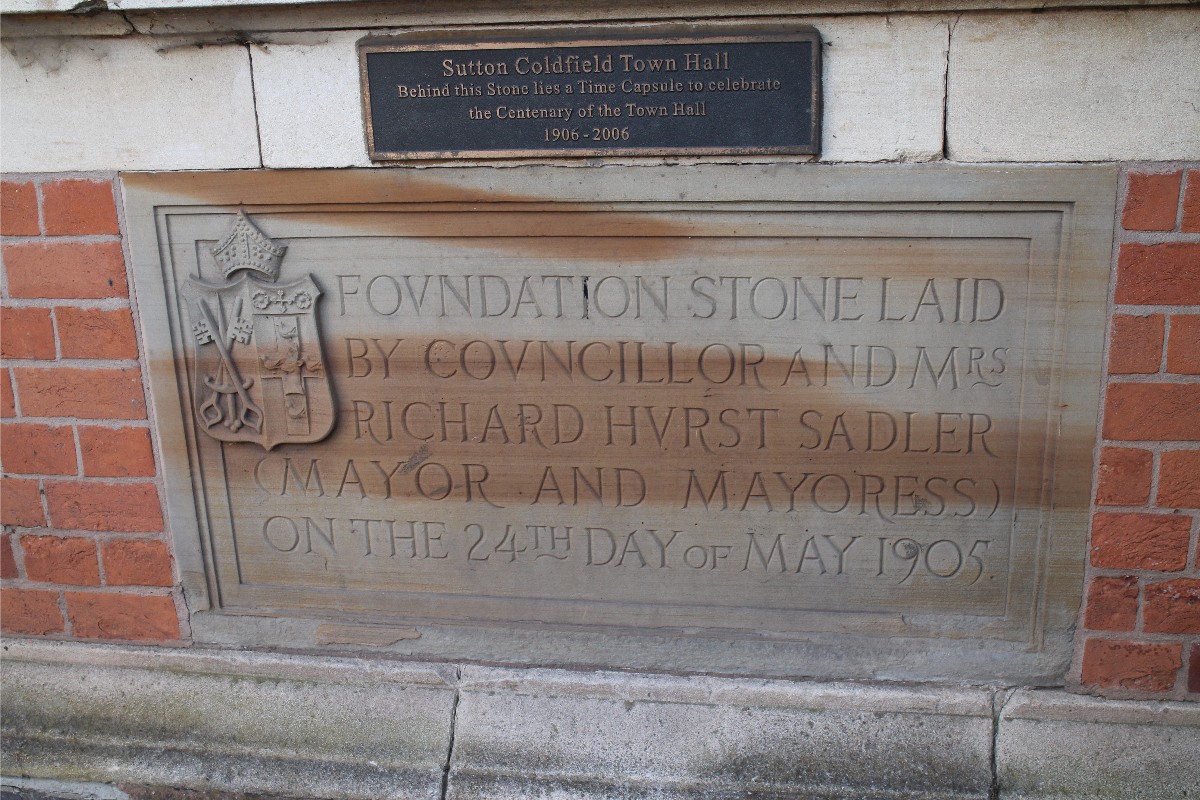 Sutton Coldfield Town Hall
Behind this Stone lies a Time Capsule to celebrate
the Centenary of the Town Hall
1906-2006
FOVNDATION STONE LAID
BY COVNCILLOR AND MRS
RICHARD HVRST SADLER
(MAYOR AND MAYORESS)
ON THE 24TH DAY OF MAY 1905.